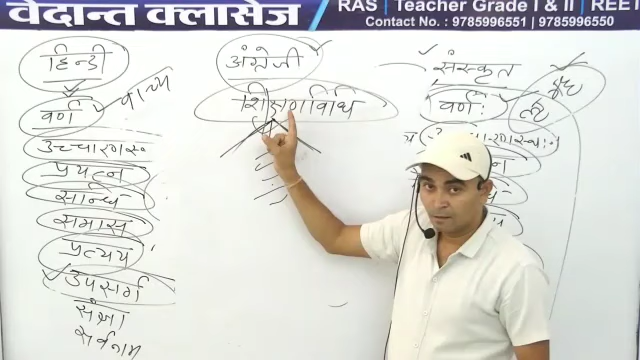 वेदान्त क्लासेज
RAS | Teacher Grade I & II | REET
Contact No. : 9785996551 | 9785996550
हिन्दी
वर्ण
वाच्य
उच्चारण स्
प्रयत्न
सन्धि
समास
प्रत्यय
उपसर्ग
संज्ञा
सर्वनाम
अंग्रेजी
शिक्षण विधि
संस्कृत
वर्णः